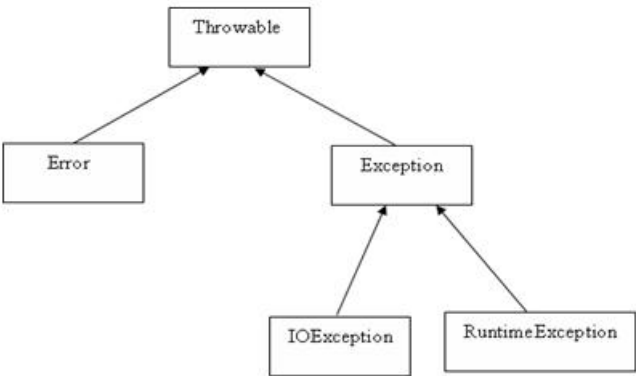 Throwable
Error
Exception
IOException
RuntimeException